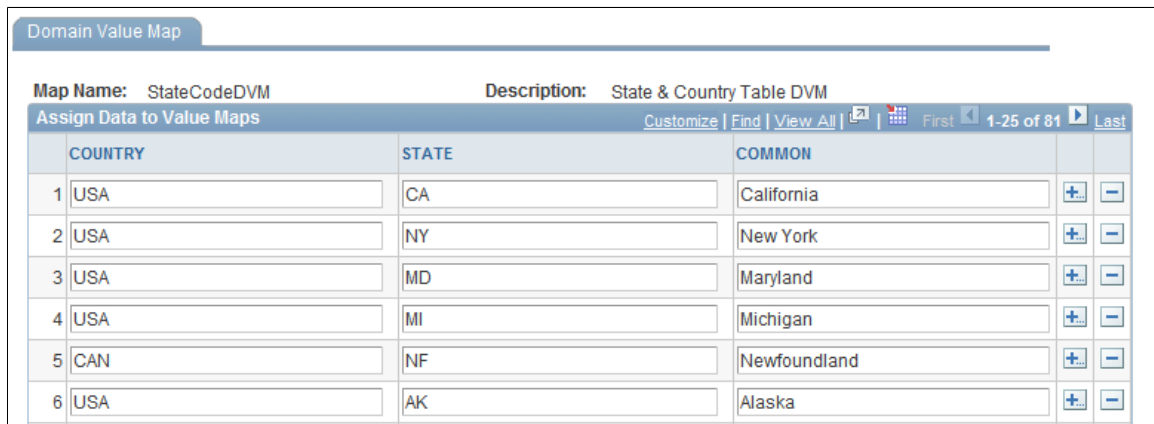 Domain Value Map
Map Name: StateCodeDVM Description: State & Country Table DVM
Assign Data to Value Maps Customize | Find | View All | | First 1-25 of 81 Last
COUNTRY STATE COMMON
1 USA CA California
2 USA NY New York
3 USA MD Maryland
4 USA MI Michigan
5 CAN NF Newfoundland
6 USA AK Alaska